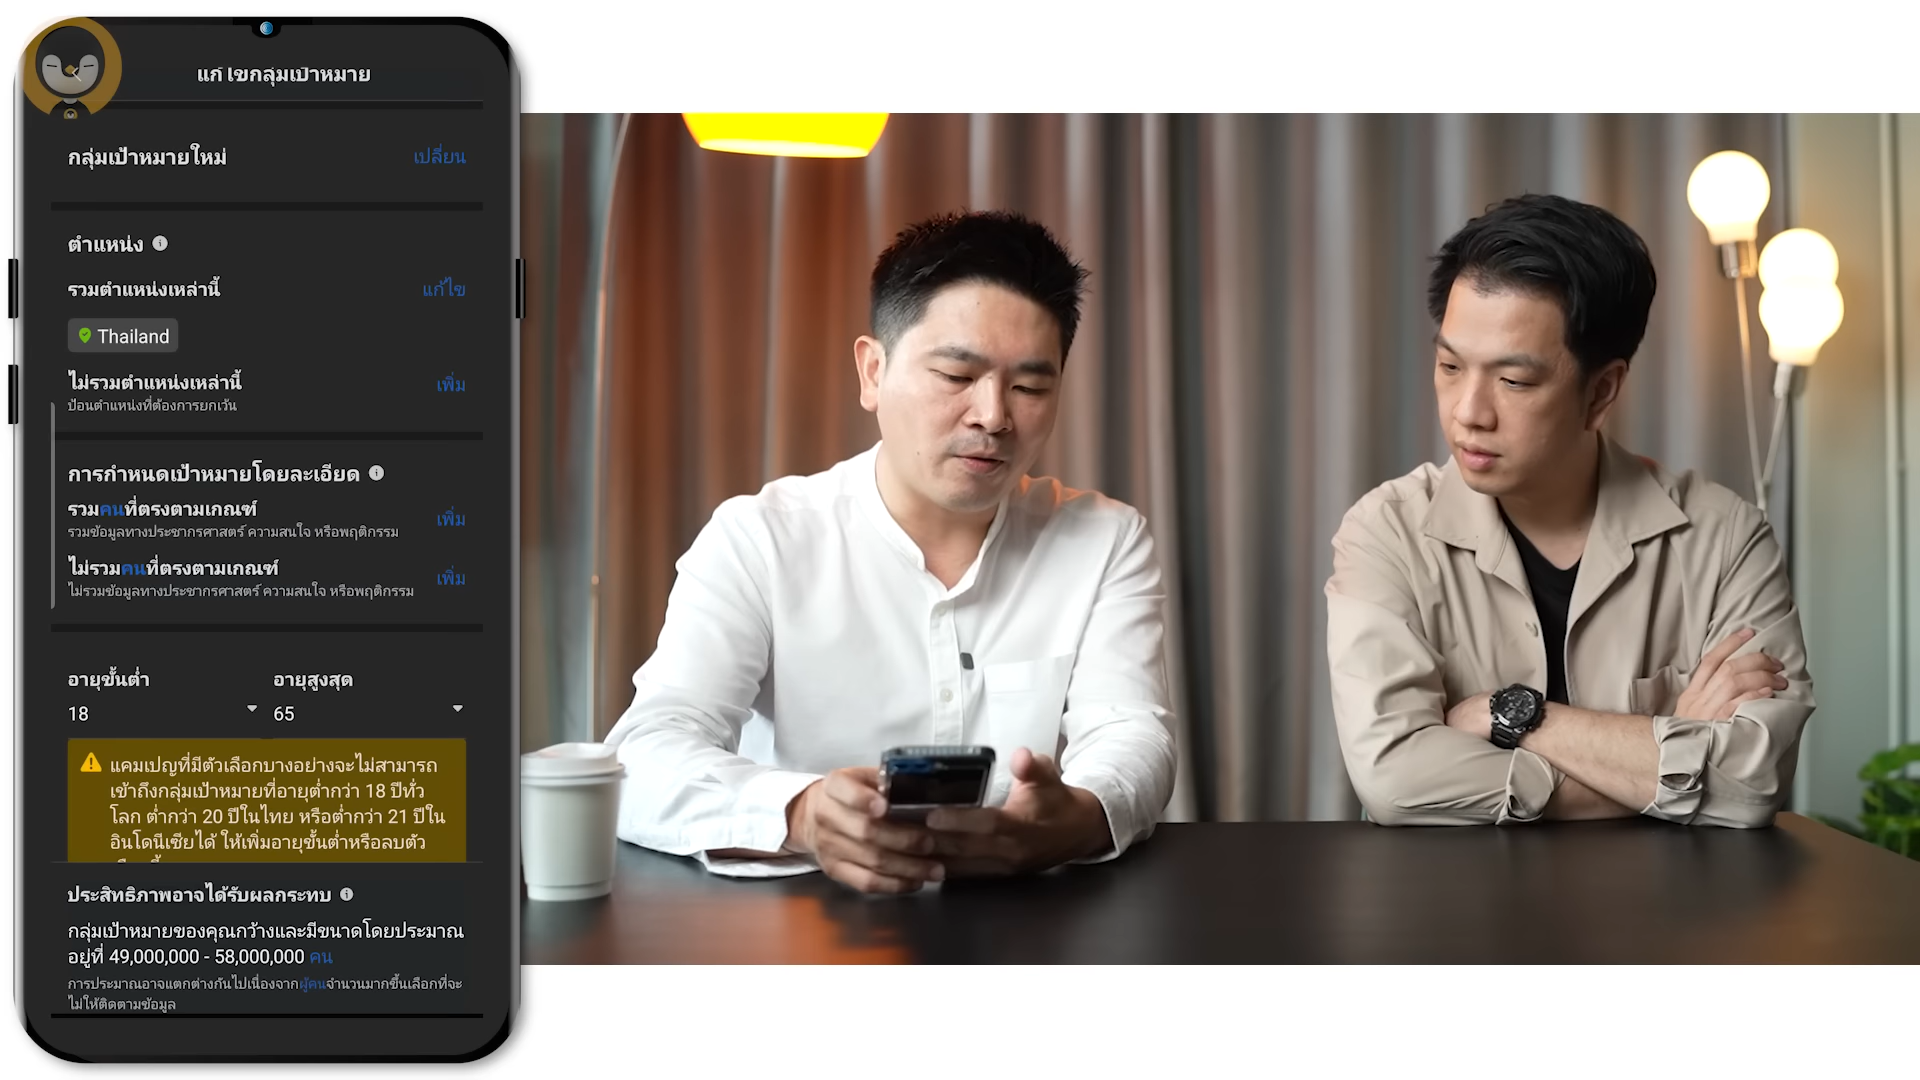 แก้ไขกลุ่มเป้าหมาย
กลุ่มเป้าหมายใหม่
เปลี่ยน
ตำแหน่ง
รวมตำแหน่งเหล่านี้
แก้ไข
Thailand
ไม่รวมตำแหน่งเหล่านี้
เพิ่ม
ป้อนตำแหน่งที่ต้องการยกเว้น
การกำหนดเป้าหมายโดยละเอียด
รวมคนที่ตรงตามเกณฑ์
เพิ่ม
รวมข้อมูลทางประชากรศาสตร์ ความสนใจ หรือพฤติกรรม
ไม่รวมคนที่ตรงตามเกณฑ์
เพิ่ม
ไม่รวมข้อมูลทางประชากรศาสตร์ ความสนใจ หรือพฤติกรรม
อายุขั้นต่ำ
อายุสูงสุด
18
65
แคมเปญที่มีตัวเลือกบางอย่างจะไม่สามารถ
เข้าถึงกลุ่มเป้าหมายที่อายุต่ำกว่า 18 ปีทั่ว
โลก ต่ำกว่า 20 ปีในไทย หรือต่ำกว่า 21 ปีใน
อินโดนีเซียได้ ให้เพิ่มอายุขั้นต่ำหรือลบตัว
ประสิทธิภาพอาจได้รับผลกระทบ
กลุ่มเป้าหมายของคุณกว้างและมีขนาดโดยประมาณ
อยู่ที่ 49,000,000 - 58,000,000 คน
การประมาณอาจแตกต่างกันไปเนื่องจากผู้คนจำนวนมากขึ้นเลือกที่จะ
ไม่ให้ติดตามข้อมูล